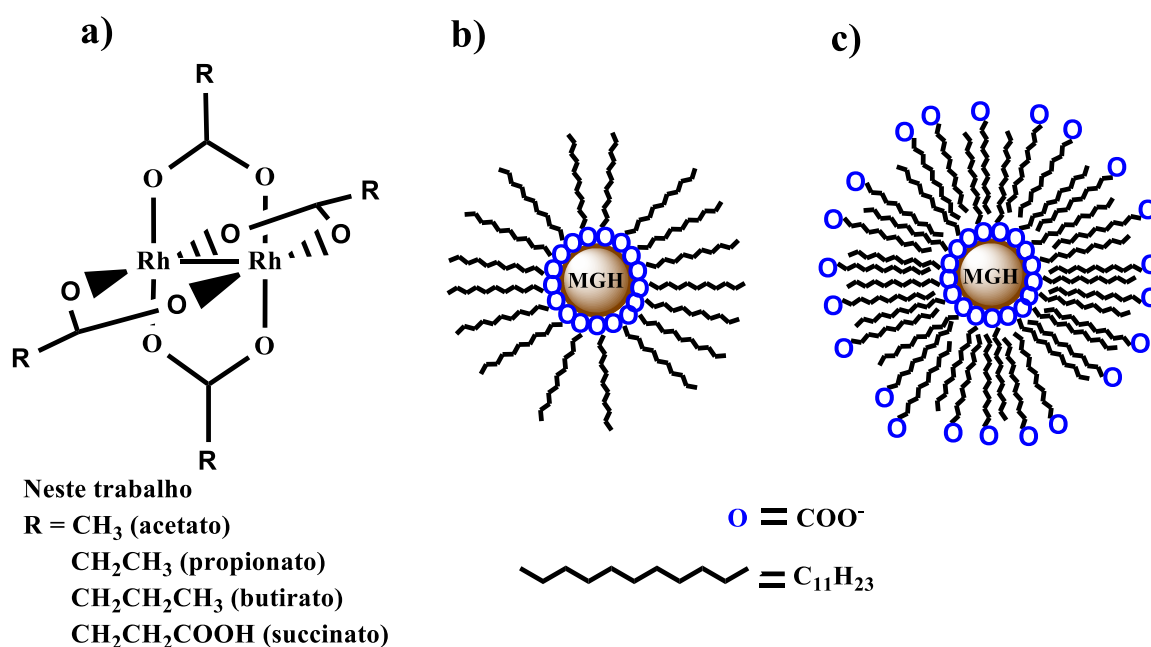 a)
b)
c)
R
O
O
R
O
O
Rh
Rh
O
O
R
O
O
R
MGH
O O O O O O O O O O O O O O O O O
MGH
O O O O O O O O O O O O O O O O O O O O O
Neste trabalho
R = CH₃ (acetato)
CH₂CH₃ (propionato)
CH₂CH₂CH₃ (butirato)
CH₂CH₂COOH (succinato)
O = COO⁻
= C₁₁H₂₃